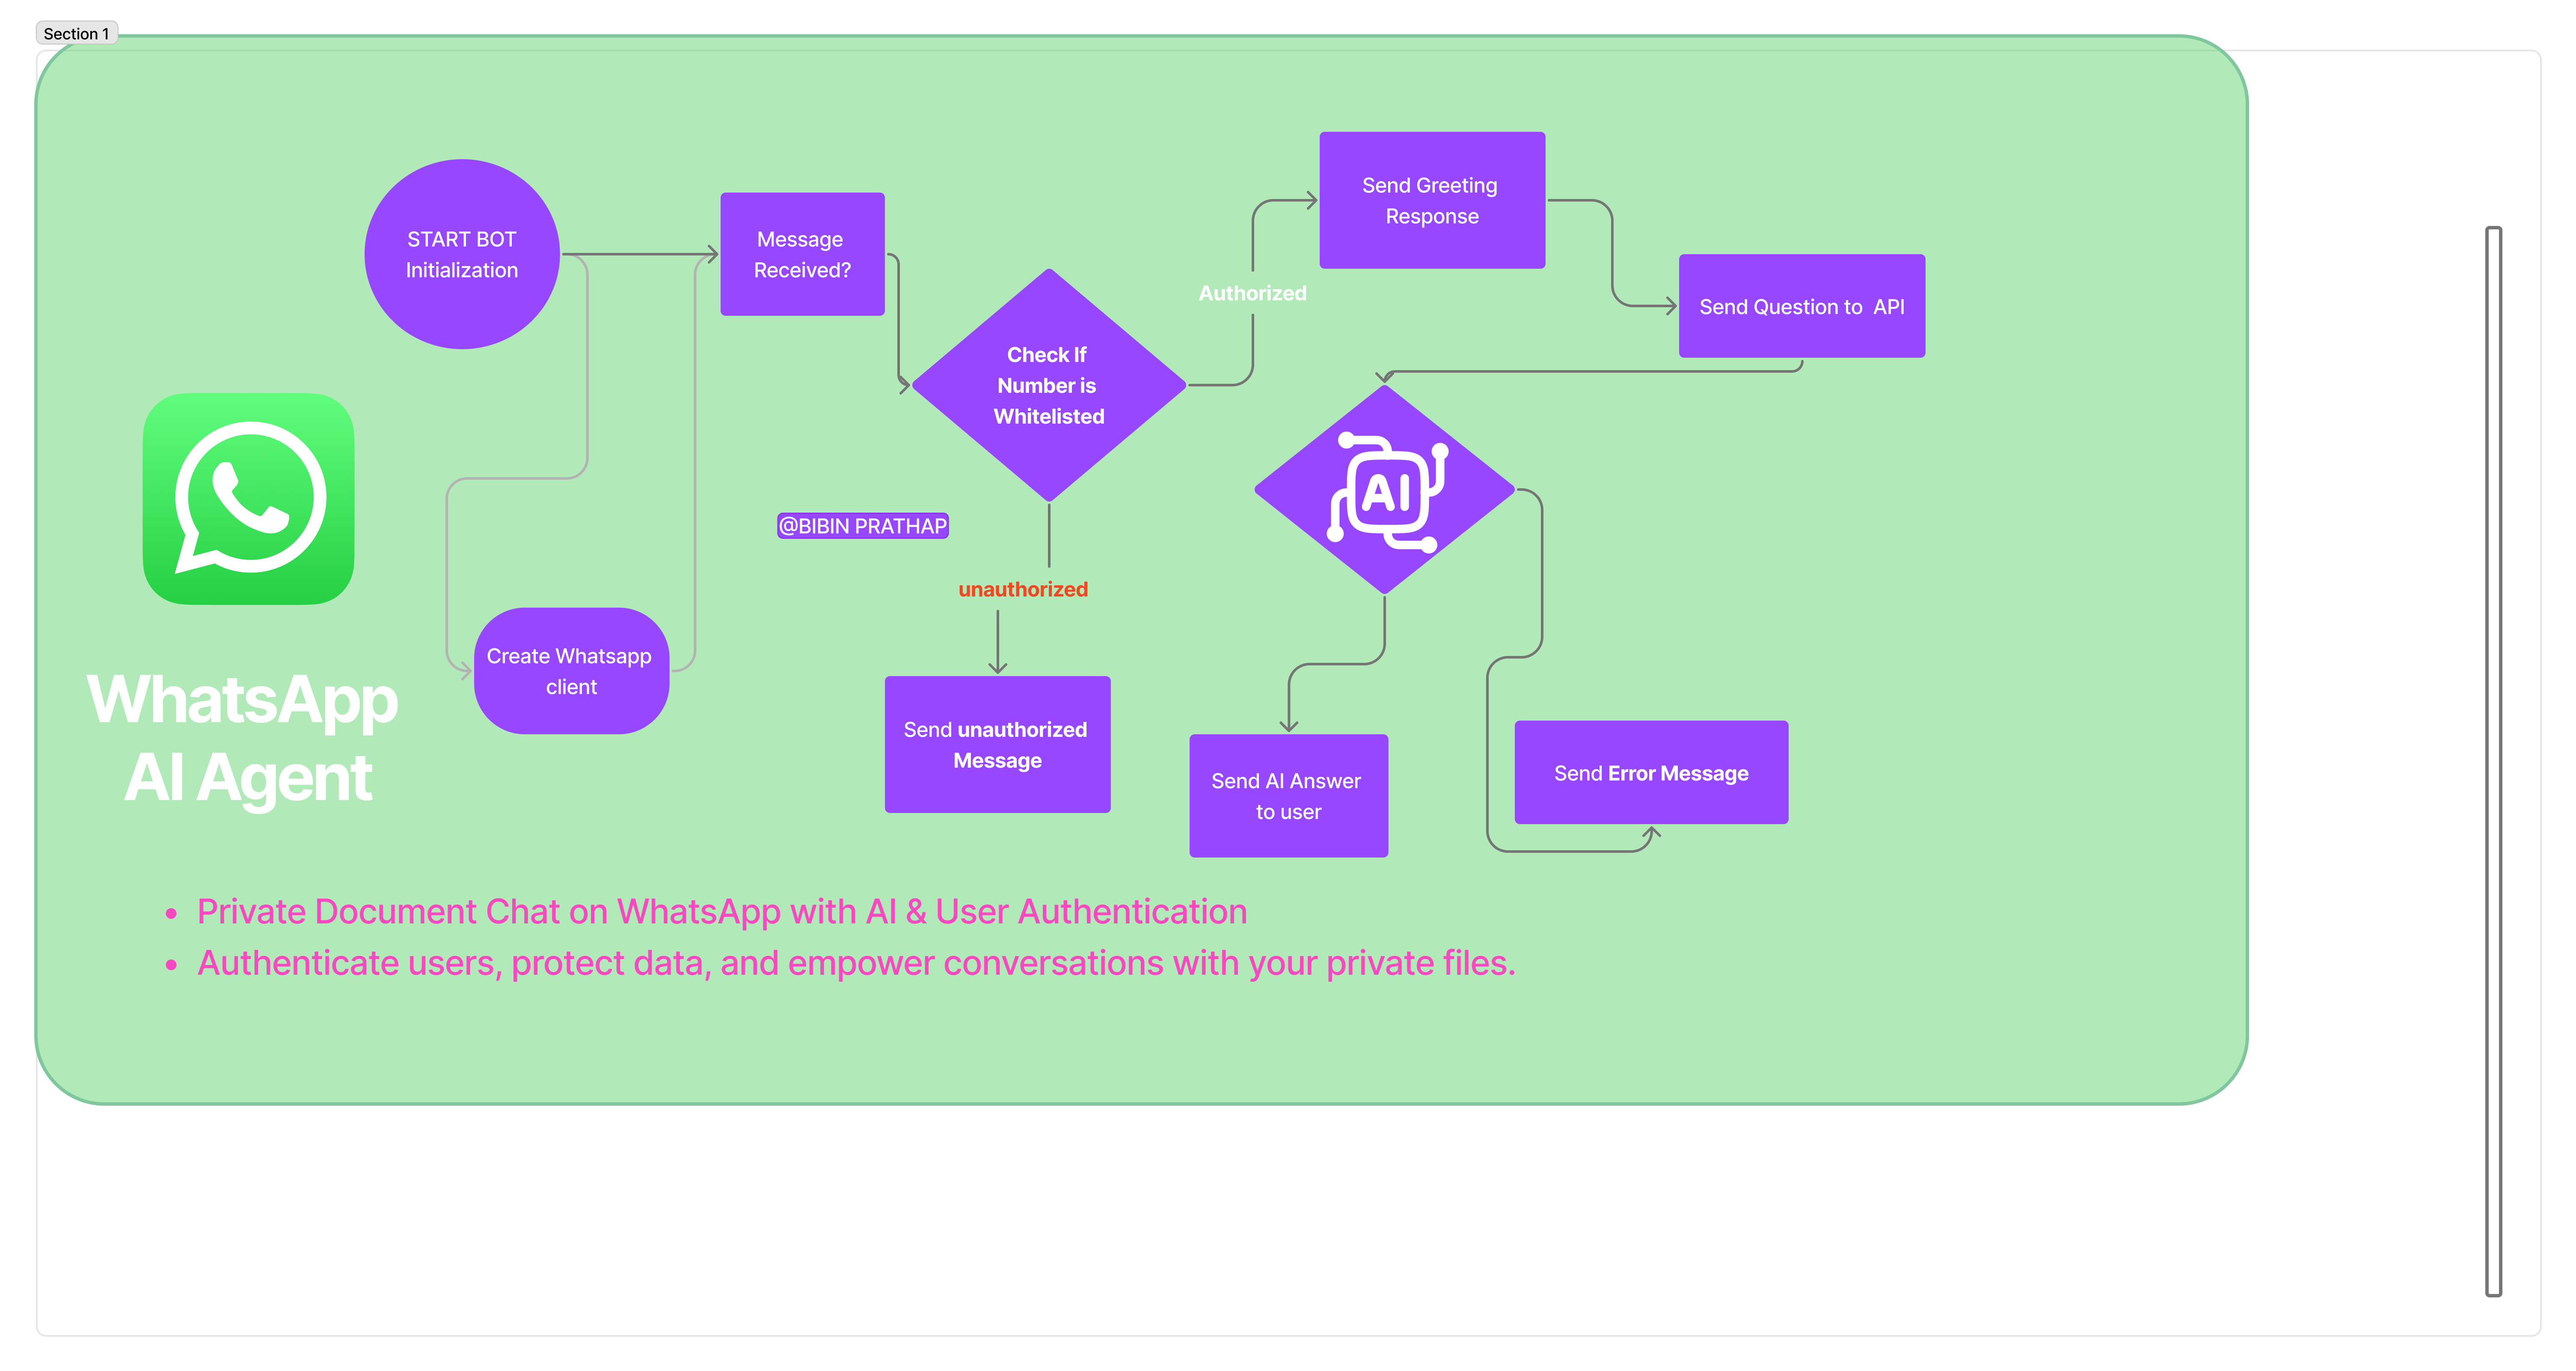 Section 1
START BOT
Initialization
Message
Received?
Check If
Number is
Whitelisted
Authorized
Send Greeting
Response
Send Question to  API
AI
@BIBIN PRATHAP
unauthorized
Create Whatsapp
client
Send unauthorized
Message
Send AI Answer
to user
Send Error Message
WhatsApp
AI Agent
• Private Document Chat on WhatsApp with AI & User Authentication
• Authenticate users, protect data, and empower conversations with your private files.